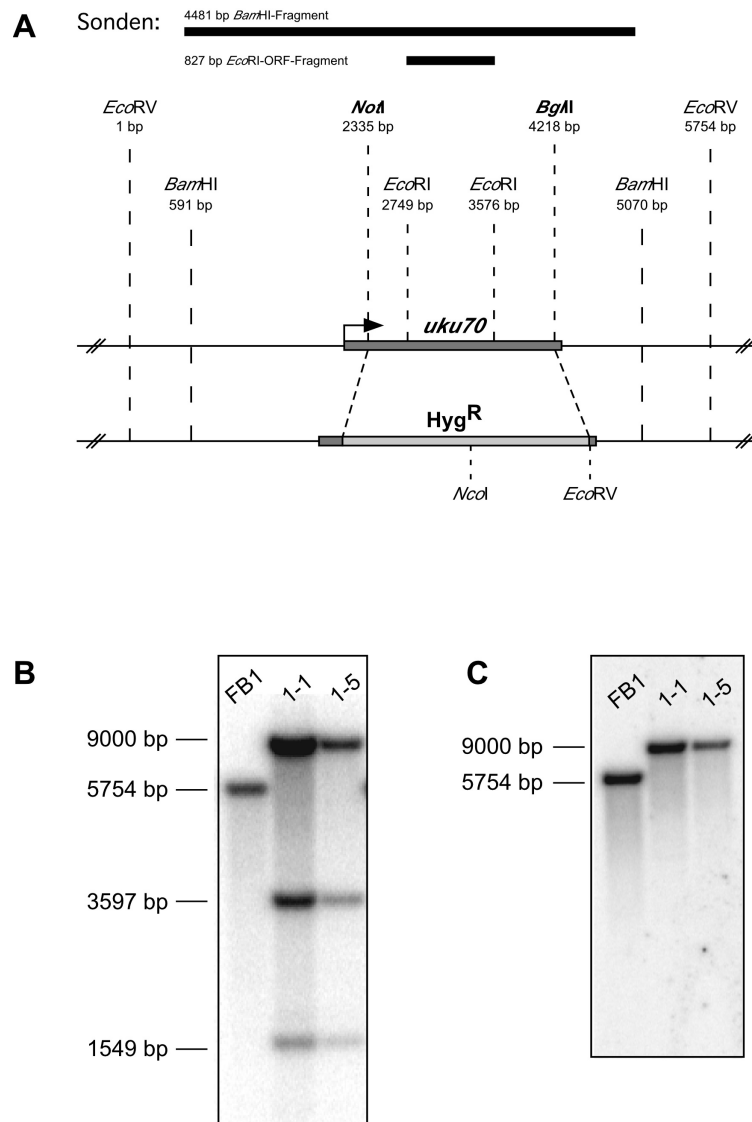 A
Sonden:
4481 bp BamHI-Fragment
827 bp EcoRI-ORF-Fragment
EcoRV
1 bp
NotI
2335 bp
BglII
4218 bp
EcoRV
5754 bp
BamHI
591 bp
EcoRI
2749 bp
EcoRI
3576 bp
BamHI
5070 bp
uku70
HygR
NcoI
EcoRV
B
FB1
1-1
1-5
9000 bp
5754 bp
3597 bp
1549 bp
C
FB1
1-1
1-5
9000 bp
5754 bp